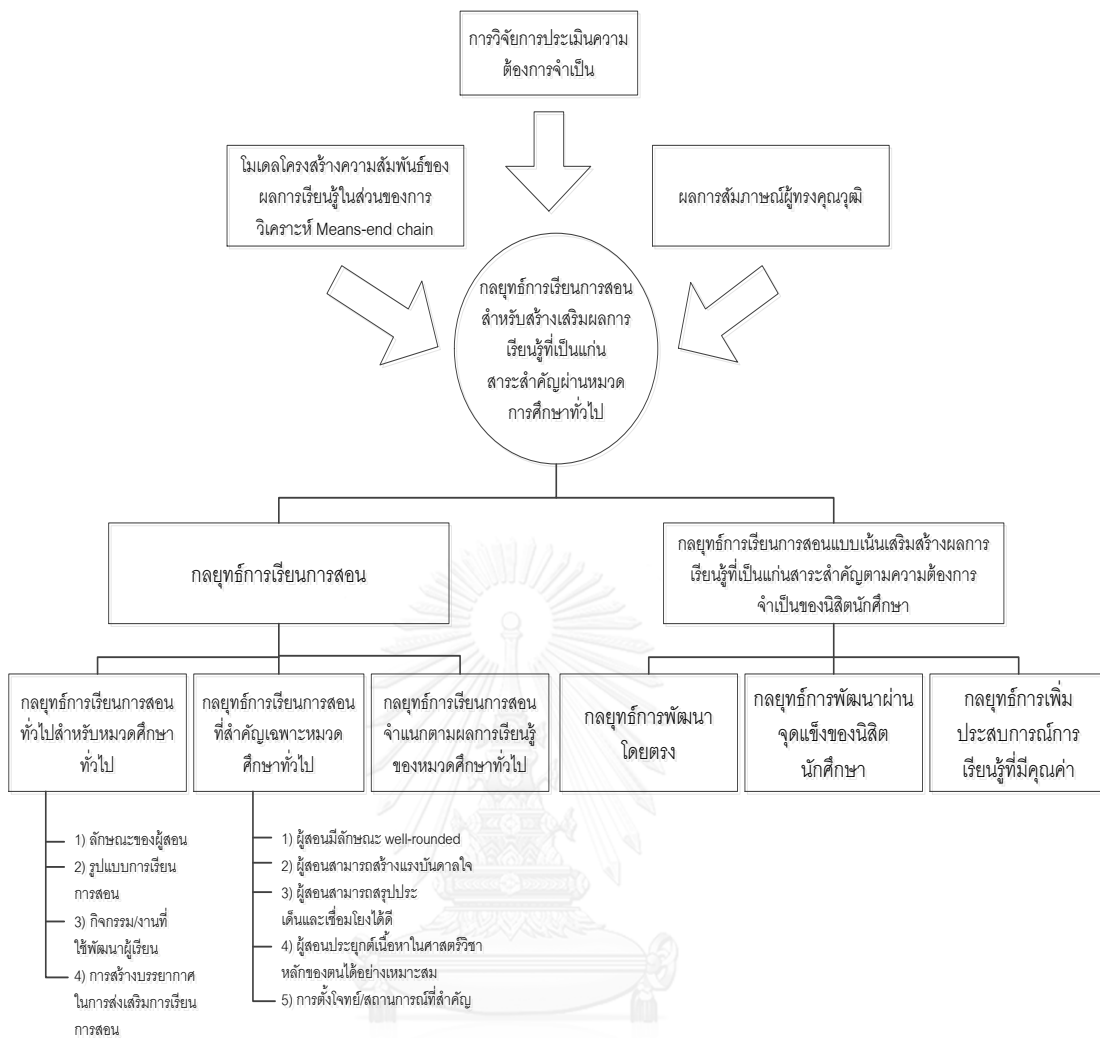 การวิจัยการประเมินความ
ต้องการจำเป็น
โมเดลโครงสร้างความสัมพันธ์ของ
ผลการเรียนรู้ในส่วนของการ
วิเคราะห์ Means-end chain
ผลการสัมภาษณ์ผู้ทรงคุณวุฒิ
กลยุทธ์การเรียนการสอน
สำหรับสร้างเสริมผลการ
เรียนรู้ที่เป็นแก่น
สาระสำคัญผ่านหมวด
การศึกษาทั่วไป
กลยุทธ์การเรียนการสอน
กลยุทธ์การเรียนการสอนแบบเน้นเสริมสร้างผลการ
เรียนรู้ที่เป็นแก่นสาระสำคัญตามความต้องการ
จำเป็นของนิสิตนักศึกษา
กลยุทธ์การเรียนการสอน
ทั่วไปสำหรับหมวดศึกษา
ทั่วไป
กลยุทธ์การเรียนการสอน
ที่สำคัญเฉพาะหมวด
ศึกษาทั่วไป
กลยุทธ์การเรียนการสอน
จำแนกตามผลการเรียนรู้
ของหมวดศึกษาทั่วไป
กลยุทธ์การพัฒนา
โดยตรง
กลยุทธ์การพัฒนาผ่าน
จุดแข็งของนิสิต
นักศึกษา
กลยุทธ์การเพิ่ม
ประสบการณ์การ
เรียนรู้ที่มีคุณค่า
1) ลักษณะของผู้สอน
2) รูปแบบการเรียน
การสอน
3) กิจกรรม/งานที่
ใช้พัฒนาผู้เรียน
4) การสร้างบรรยากาศ
ในการส่งเสริมการเรียน
การสอน
1) ผู้สอนมีลักษณะ well-rounded
2) ผู้สอนสามารถสร้างแรงบันดาลใจ
3) ผู้สอนสามารถสรุปประ
เด็นและเชื่อมโยงได้ดี
4) ผู้สอนประยุกต์เนื้อหาในศาสตร์วิชา
หลักของตนได้อย่างเหมาะสม
5) การตั้งโจทย์/สถานการณ์ที่สำคัญ